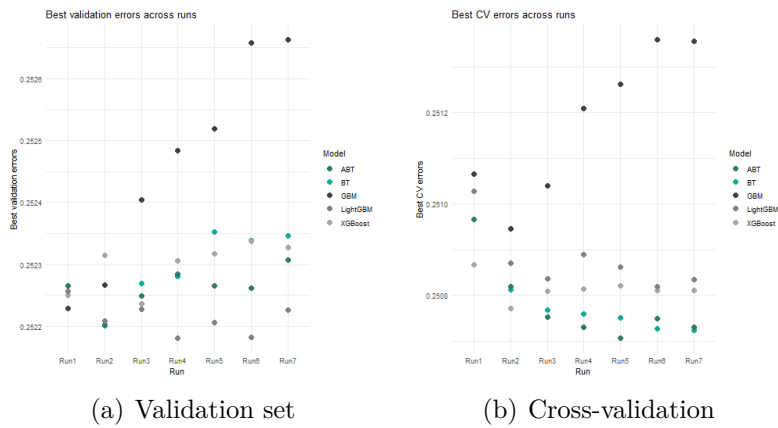 Best validation errors across runs
Best validation errors
0.2526
0.2525
0.2524
0.2523
0.2522
Run1 Run2 Run3 Run4 Run5 Run6 Run7
Run
Model
ABT
BT
GBM
LightGBM
XGBoost
(a) Validation set
Best CV errors across runs
Best CV errors
0.2512
0.2510
0.2508
Run1 Run2 Run3 Run4 Run5 Run6 Run7
Run
Model
ABT
BT
GBM
LightGBM
XGBoost
(b) Cross-validation